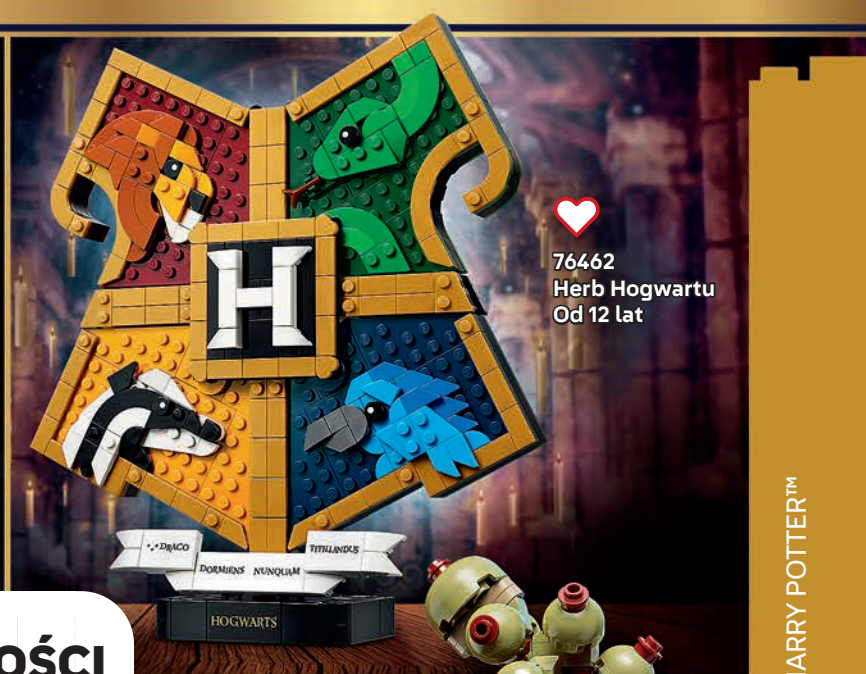 H
76462
Herb Hogwartu
Od 12 lat
DRACO
DORMIENS NUNQUAM
TITILLANDUS
HOGWARTS
ARRY POTTER™
OŚCI